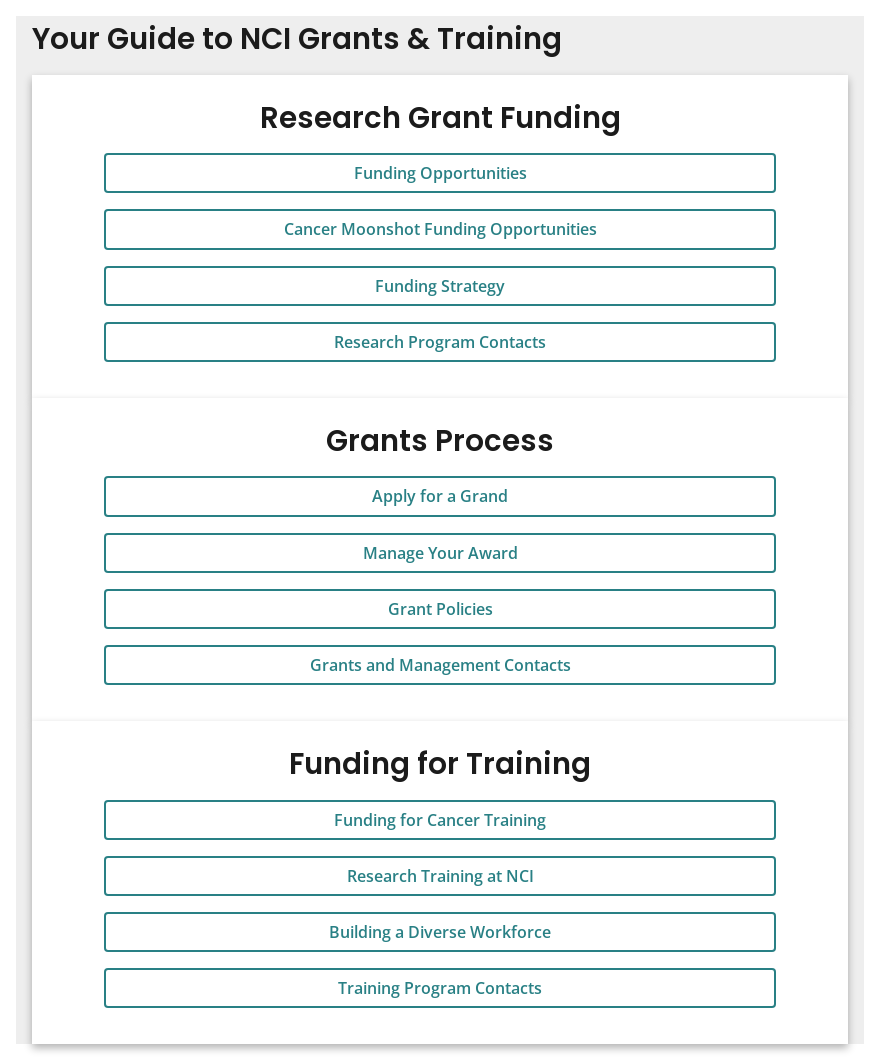 Your Guide to NCI Grants & Training
Research Grant Funding
Funding Opportunities
Cancer Moonshot Funding Opportunities
Funding Strategy
Research Program Contacts
Grants Process
Apply for a Grand
Manage Your Award
Grant Policies
Grants and Management Contacts
Funding for Training
Funding for Cancer Training
Research Training at NCI
Building a Diverse Workforce
Training Program Contacts